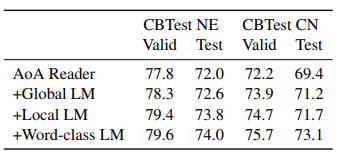 CBTest NE CBTest CN
Valid Test Valid Test
AoA Reader 77.8 72.0 72.2 69.4
+Global LM 78.3 72.6 73.9 71.2
+Local LM 79.4 73.8 74.7 71.7
+Word-class LM 79.6 74.0 75.7 73.1